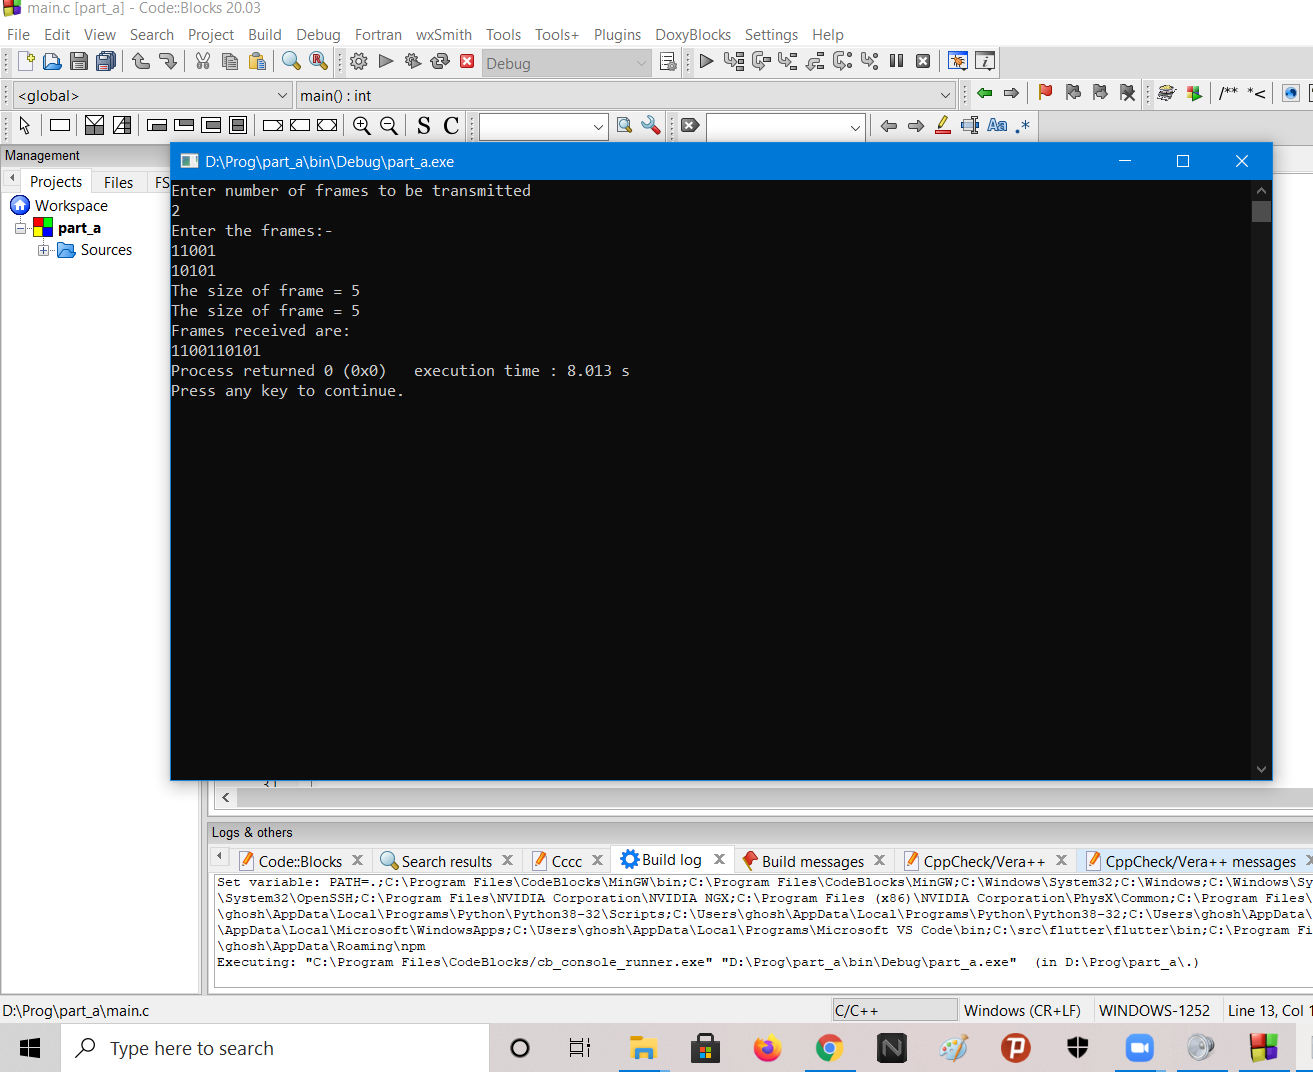 main.c [part_a] - Code::Blocks 20.03
File Edit View Search Project Build Debug Fortran wxSmith Tools Tools+ Plugins DoxyBlocks Settings Help
Debug
<global> main() : int /** *<
S C Aa .*
Management
Projects Files FS
Workspace
part_a
Sources
D:\Prog\part_a\bin\Debug\part_a.exe
Enter number of frames to be transmitted
2
Enter the frames:-
11001
10101
The size of frame = 5
The size of frame = 5
Frames received are:
1100110101
Process returned 0 (0x0)   execution time : 8.013 s
Press any key to continue.
Logs & others
Code::Blocks Search results Cccc Build log Build messages CppCheck/Vera++ CppCheck/Vera++ messages
Set variable: PATH=.;C:\Program Files\CodeBlocks\MinGW\bin;C:\Program Files\CodeBlocks\MinGW;C:\Windows\System32;C:\Windows;C:\Windows\Sy
\System32\OpenSSH;C:\Program Files\NVIDIA Corporation\NVIDIA NGX;C:\Program Files (x86)\NVIDIA Corporation\PhysX\Common;C:\Program Files\
\ghosh\AppData\Local\Programs\Python\Python38-32\Scripts;C:\Users\ghosh\AppData\Local\Programs\Python\Python38-32;C:\Users\ghosh\AppData\
\AppData\Local\Microsoft\WindowsApps;C:\Users\ghosh\AppData\Local\Programs\Microsoft VS Code\bin;C:\src\flutter\flutter\bin;C:\Program Fi
\ghosh\AppData\Roaming\npm
Executing: "C:\Program Files\CodeBlocks/cb_console_runner.exe" "D:\Prog\part_a\bin\Debug\part_a.exe"  (in D:\Prog\part_a\.)
D:\Prog\part_a\main.c C/C++ Windows (CR+LF) WINDOWS-1252 Line 13, Col 1
Type here to search